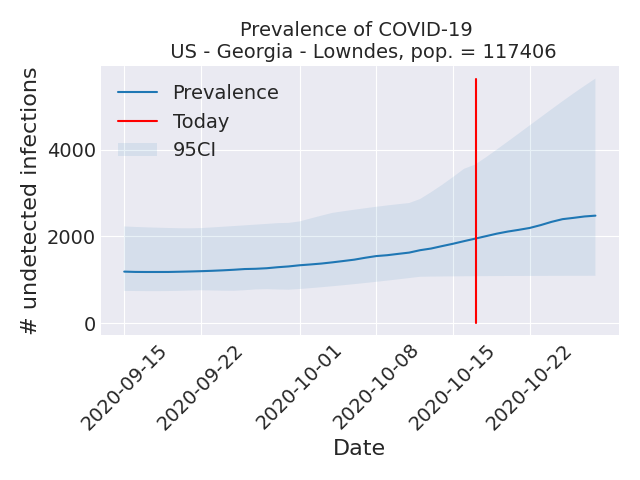 Prevalence of COVID-19
US - Georgia - Lowndes, pop. = 117406
# undetected infections
Prevalence
Today
95CI
4000
2000
0
2020-09-15
2020-09-22
2020-10-01
2020-10-08
2020-10-15
2020-10-22
Date